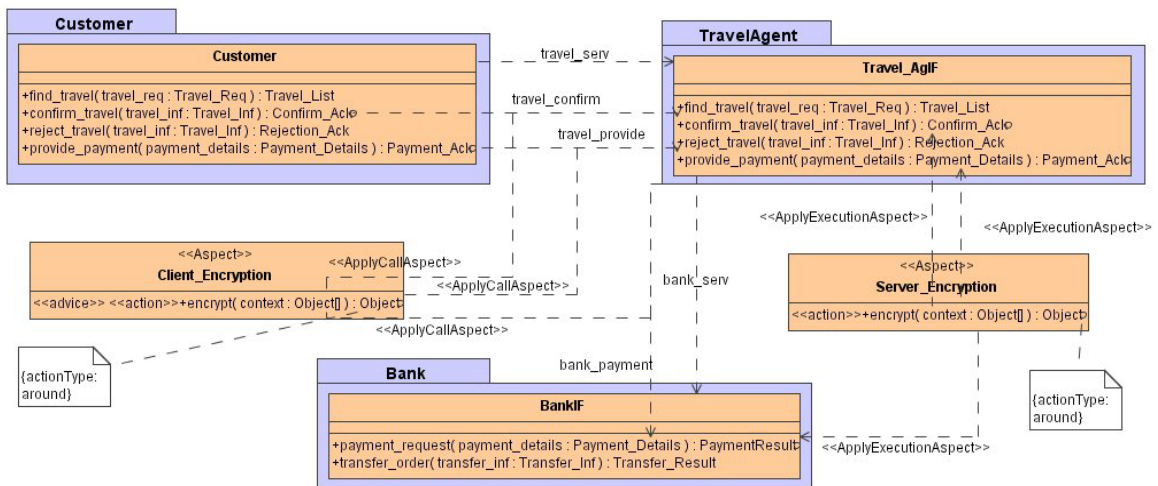 Customer
Customer
+find_travel( travel_req : Travel_Req ) : Travel_List
+confirm_travel( travel_inf : Travel_Inf ) : Confirm_Ack
+reject_travel( travel_inf : Travel_Inf ) : Rejection_Ack
+provide_payment( payment_details : Payment_Details ) : Payment_Ack
travel_serv
travel_confirm
travel_provide
TravelAgent
Travel_AgIF
+find_travel( travel_req : Travel_Req ) : Travel_List
+confirm_travel( travel_inf : Travel_Inf ) : Confirm_Ack
+reject_travel( travel_inf : Travel_Inf ) : Rejection_Ack
+provide_payment( payment_details : Payment_Details ) : Payment_Ack
<<ApplyExecutionAspect>>
<<ApplyExecutionAspect>>
<<Aspect>>
Client_Encryption
<<advice>> <<action>>+encrypt( context : Object[] ) : Object
<<ApplyCallAspect>>
<<ApplyCallAspect>>
<<ApplyCallAspect>>
bank_serv
<<Aspect>>
Server_Encryption
<<action>>+encrypt( context : Object[] ) : Object
{actionType:
around}
bank_payment
Bank
BankIF
+payment_request( payment_details : Payment_Details ) : PaymentResult
+transfer_order( transfer_inf : Transfer_Inf ) : Transfer_Result
<<ApplyExecutionAspect>>
{actionType:
around}